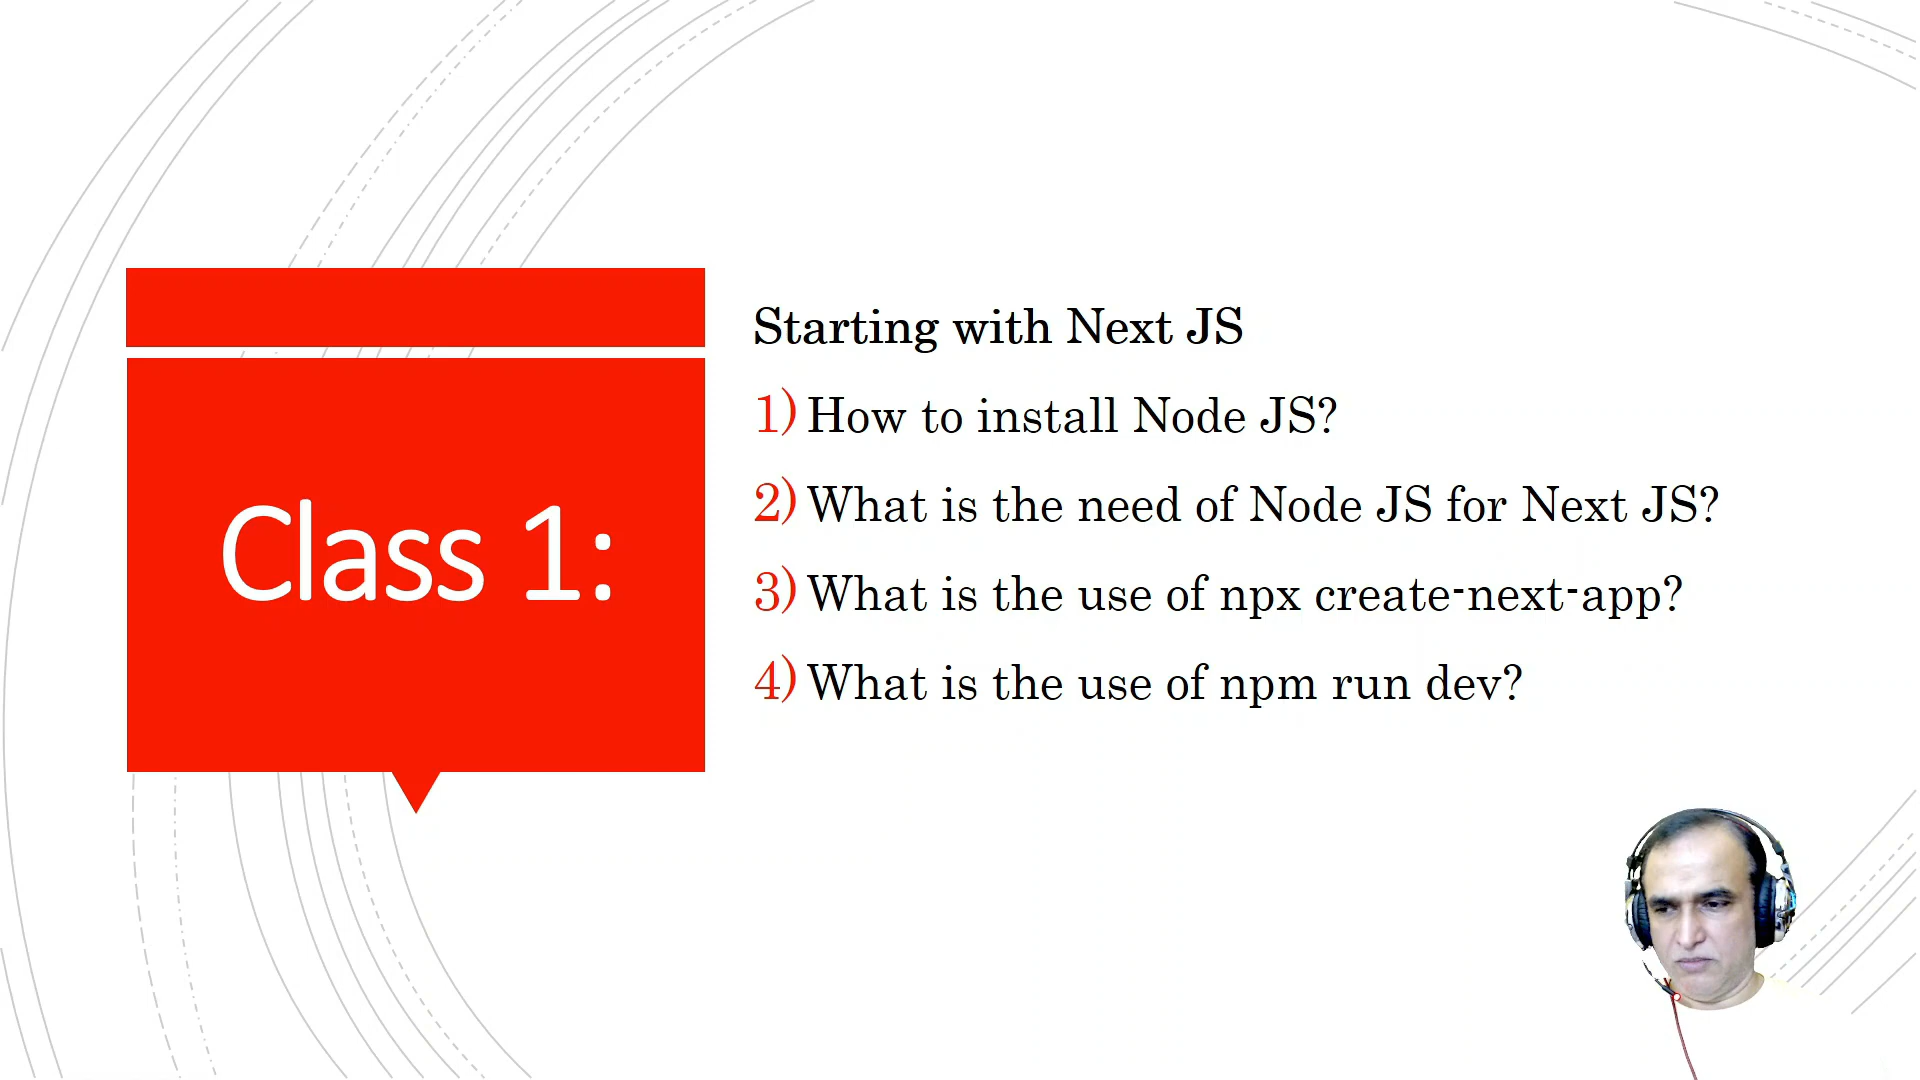 Class 1:
Starting with Next JS
1) How to install Node JS?
2) What is the need of Node JS for Next JS?
3) What is the use of npx create-next-app?
4) What is the use of npm run dev?